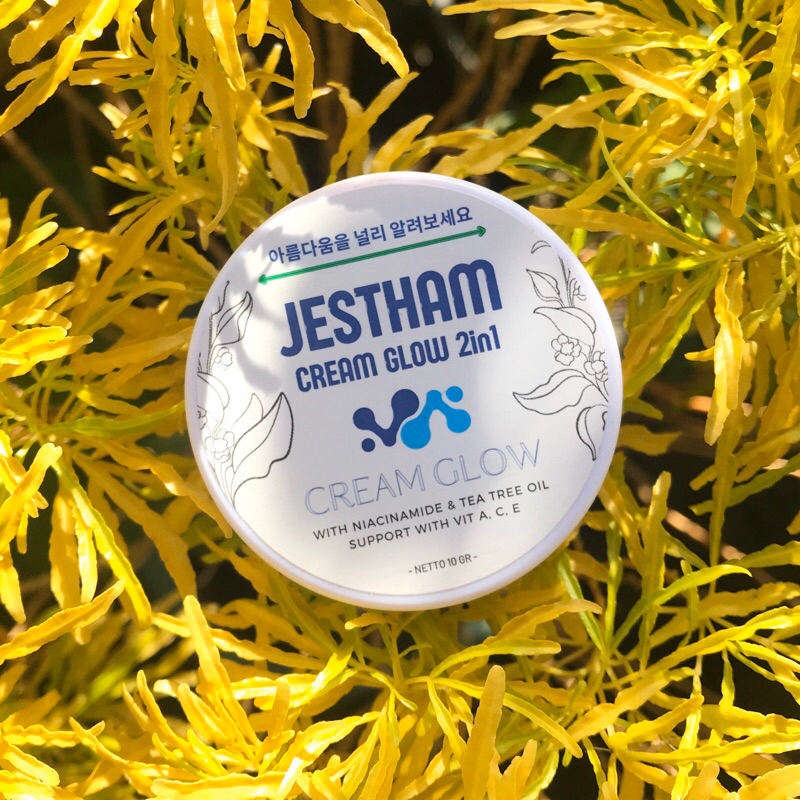 아름다움을 널리 알려보세요
JESTHAM
CREAM GLOW 2in1
CREAM GLOW
WITH NIACINAMIDE & TEA TREE OIL
SUPPORT WITH VIT A, C, E
- NETTO 10 GR -